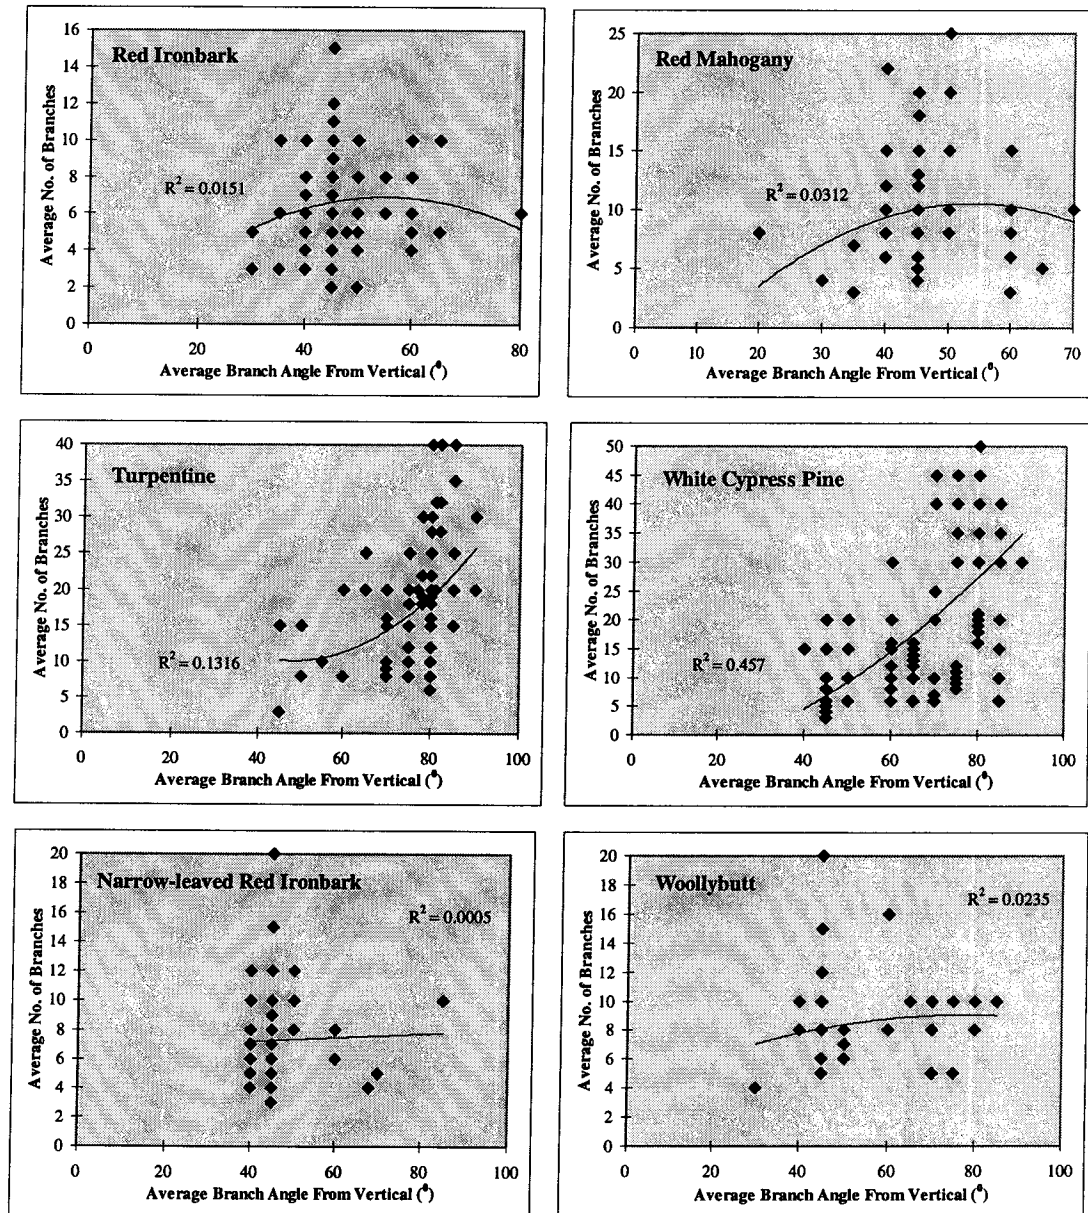 Red Ironbark
Average No. of Branches
16
14
12
10
8
6
4
2
0
R² = 0.0151
0 20 40 60 80
Average Branch Angle From Vertical (⁰)
Red Mahogany
Average No. of Branches
25
20
15
10
5
0
R² = 0.0312
0 10 20 30 40 50 60 70
Average Branch Angle From Vertical (⁰)
Turpentine
Average No. of Branches
40
35
30
25
20
15
10
5
0
R² = 0.1316
0 20 40 60 80 100
Average Branch Angle From Vertical (⁰)
White Cypress Pine
Average No. of Branches
50
45
40
35
30
25
20
15
10
5
0
R² = 0.457
0 20 40 60 80 100
Average Branch Angle From Vertical (⁰)
Narrow-leaved Red Ironbark
Average No. of Branches
20
18
16
14
12
10
8
6
4
2
0
R² = 0.0005
0 20 40 60 80 100
Average Branch Angle From Vertical (⁰)
Woollybutt
Average No. of Branches
20
18
16
14
12
10
8
6
4
2
0
R² = 0.0235
0 20 40 60 80 100
Average Branch Angle From Vertical (⁰)